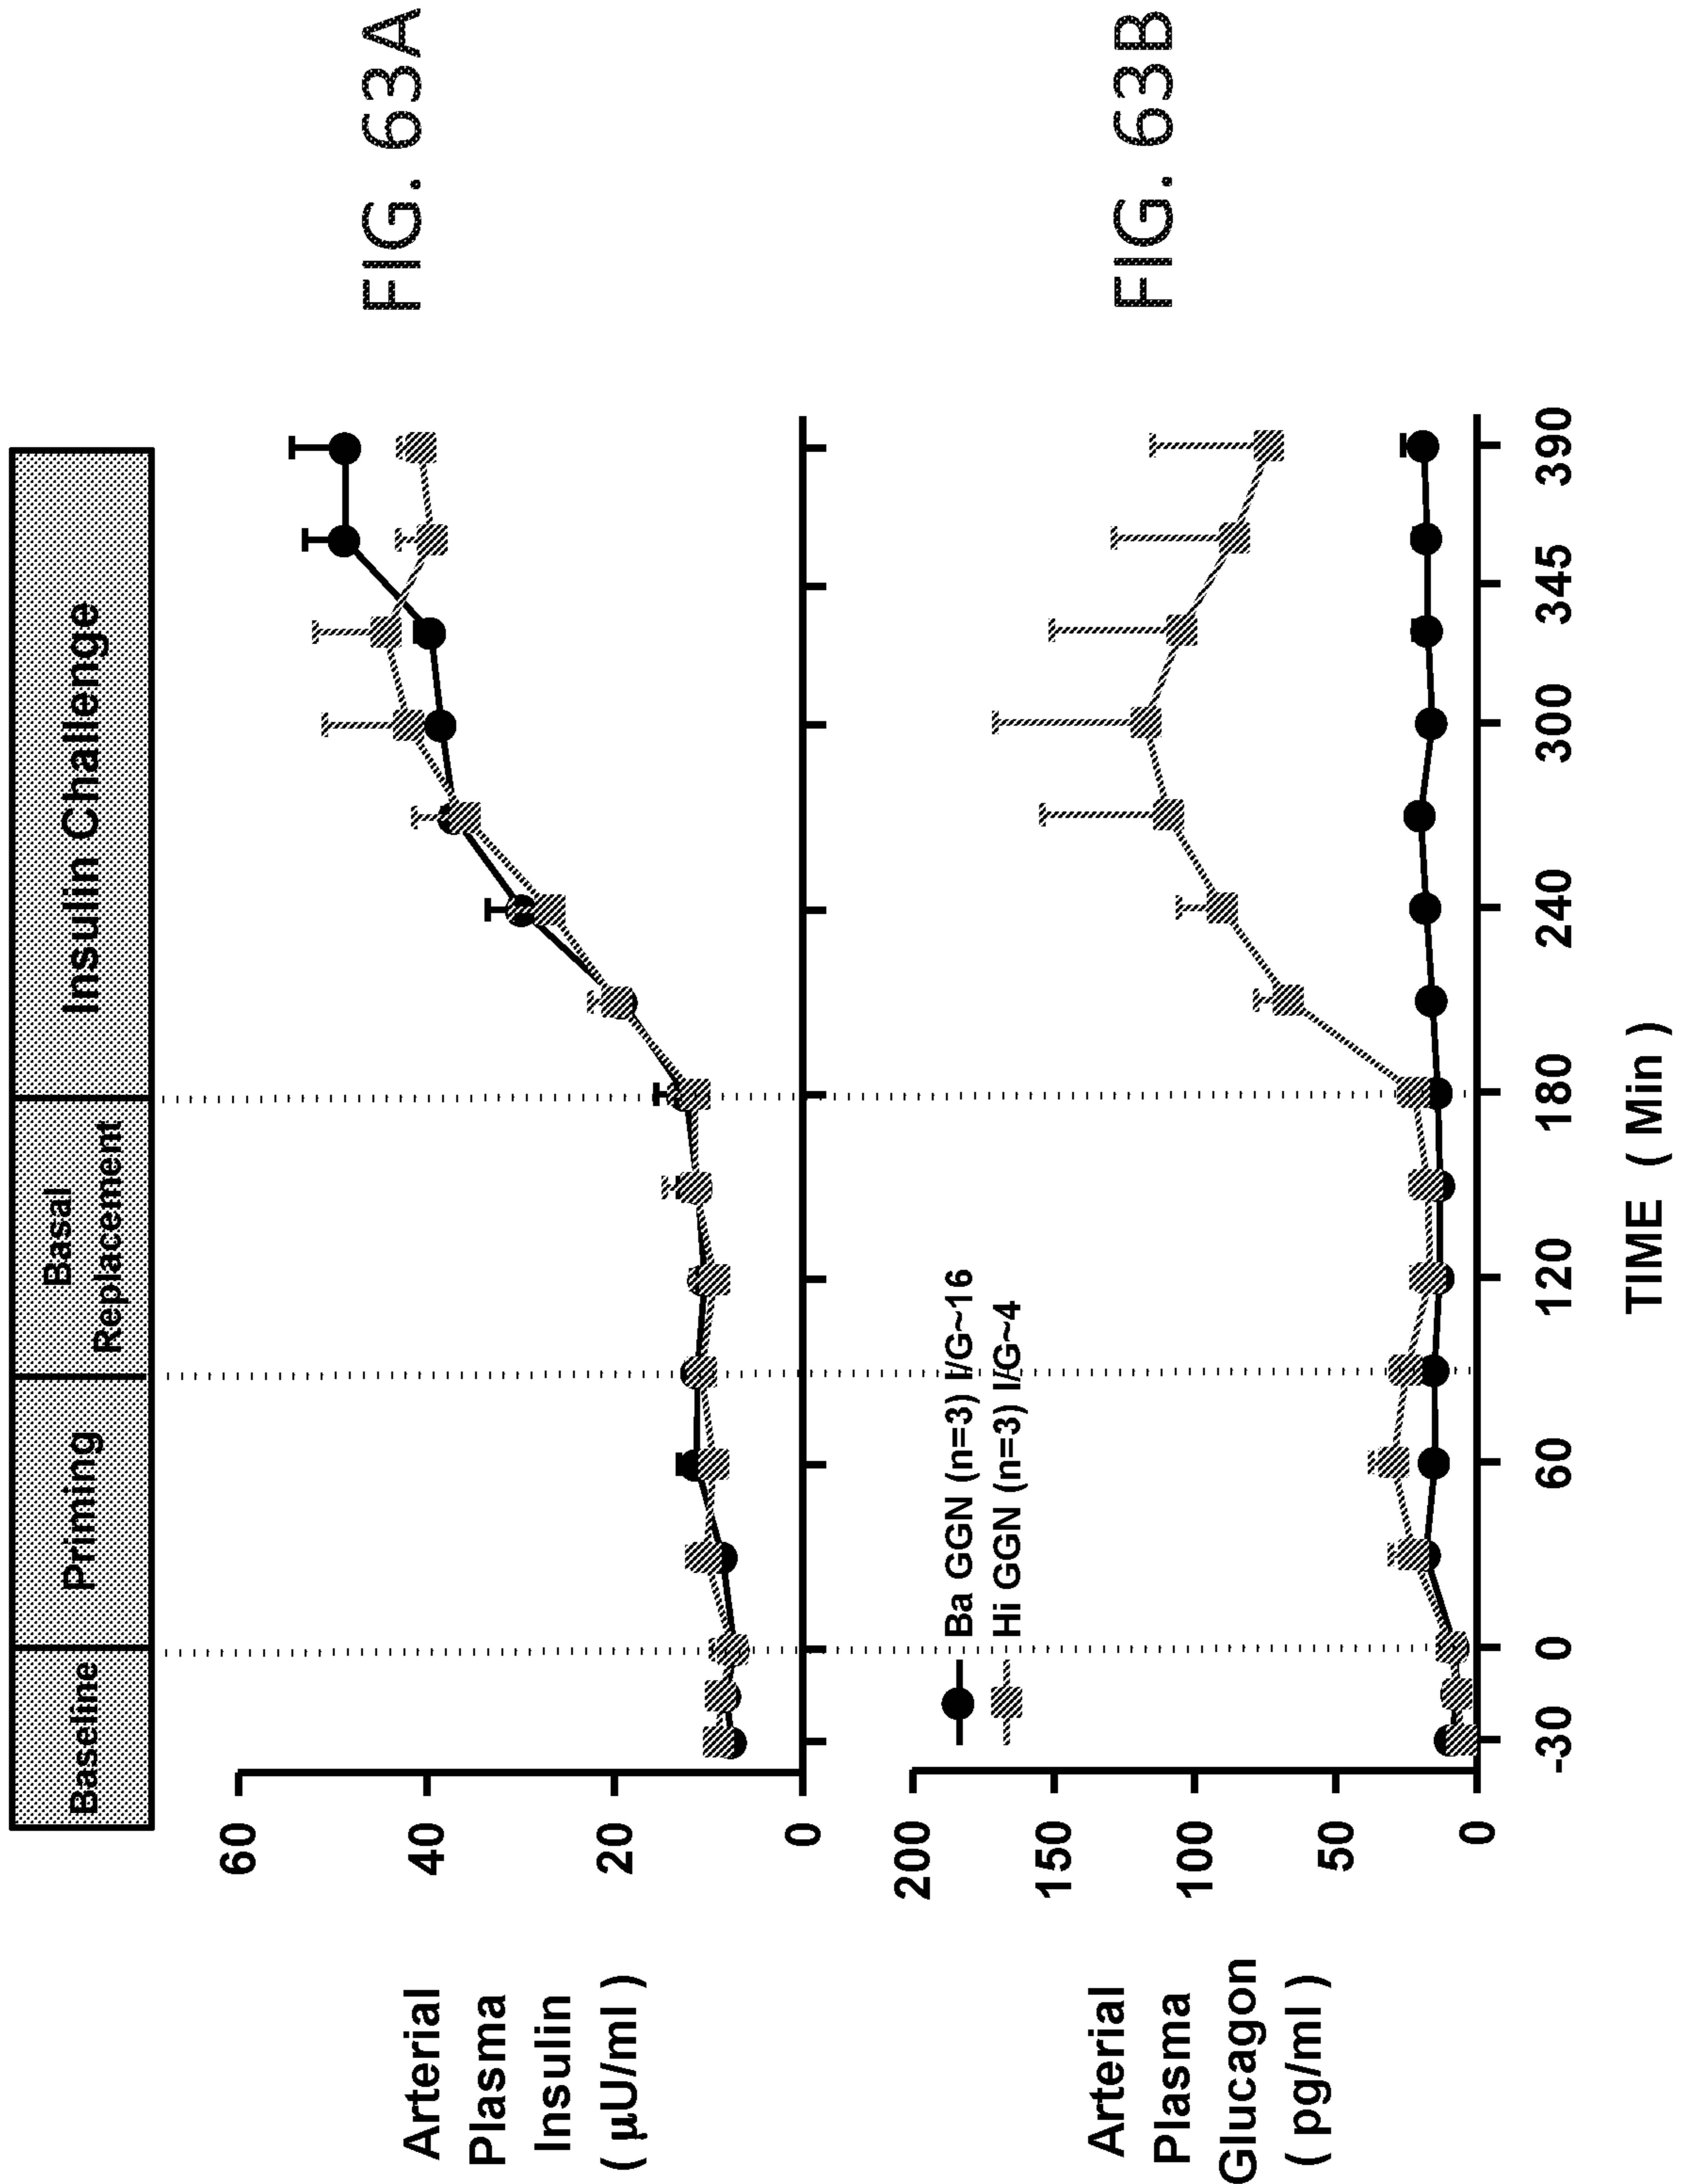 Baseline
Priming
Basal
Replacement
Insulin Challenge
FIG. 63A
Arterial
Plasma
Insulin
( µU/ml )
60
40
20
0
FIG. 63B
Arterial
Plasma
Glucagon
( pg/ml )
200
150
100
50
0
Ba GGN (n=3) I/G~16
Hi GGN (n=3) I/G~4
-30 0 60 120 180 240 300 345 390
TIME ( Min )